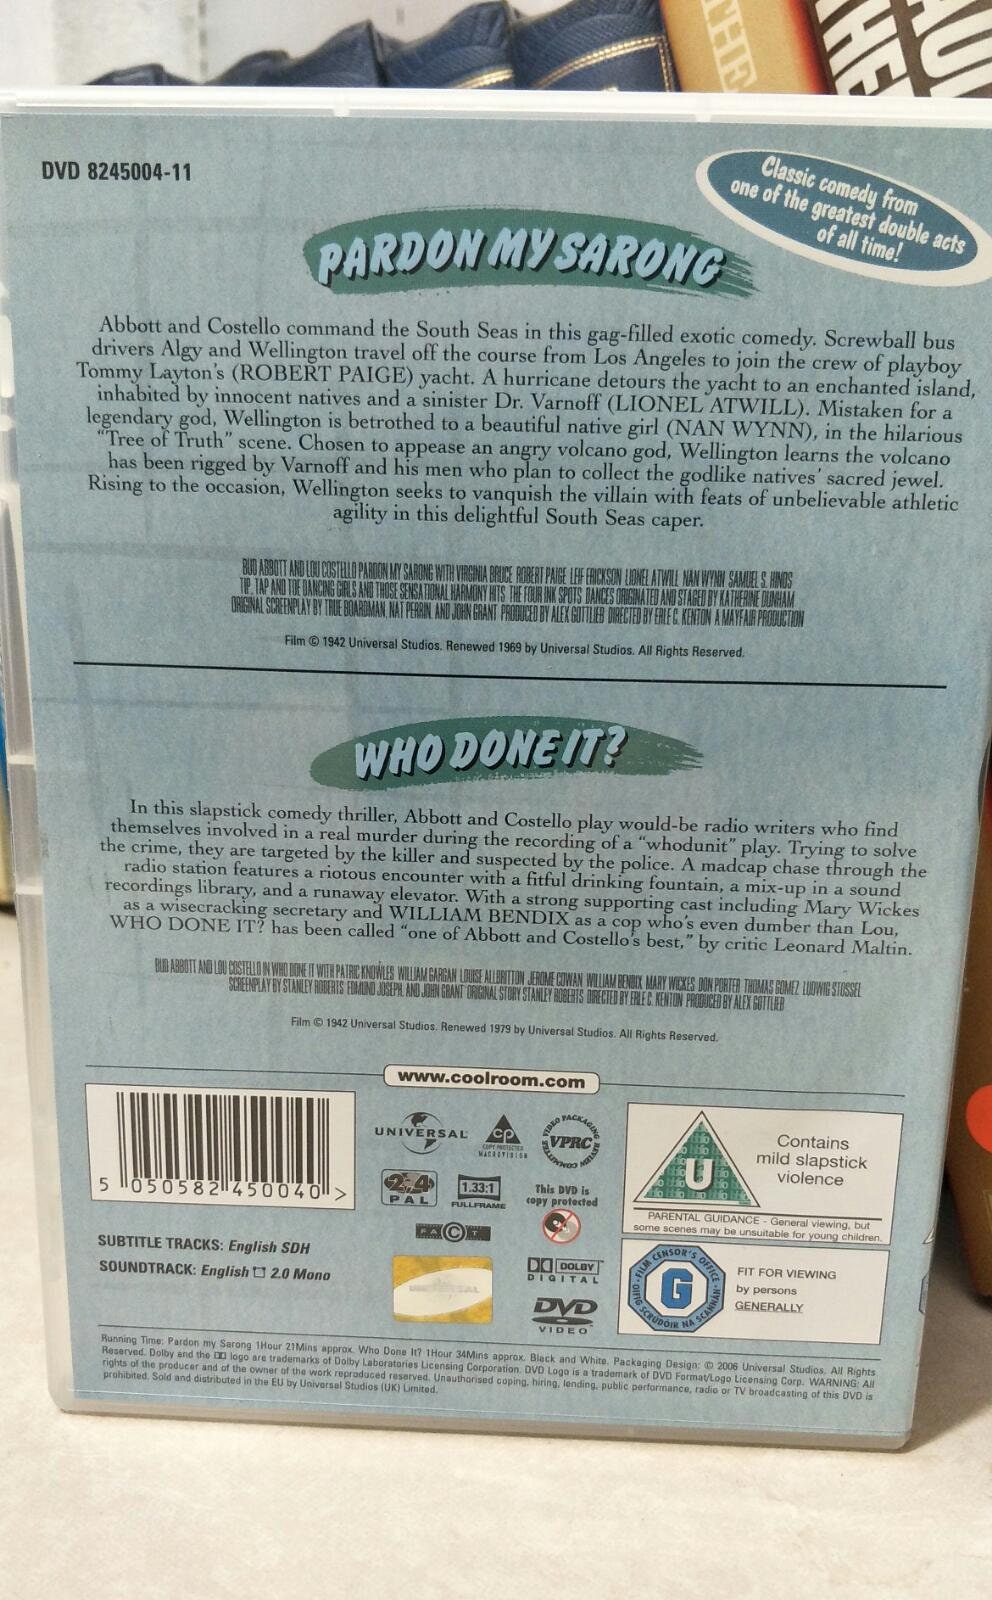 THE
THE
DVD 8245004-11
Classic comedy from
one of the greatest double acts
of all time!
PARDON MY SARONG
Abbott and Costello command the South Seas in this gag-filled exotic comedy. Screwball bus
drivers Algy and Wellington travel off the course from Los Angeles to join the crew of playboy
Tommy Layton's (ROBERT PAIGE) yacht. A hurricane detours the yacht to an enchanted island,
inhabited by innocent natives and a sinister Dr. Varnoff (LIONEL ATWILL). Mistaken for a
legendary god, Wellington is betrothed to a beautiful native girl (NAN WYNN), in the hilarious
"Tree of Truth" scene. Chosen to appease an angry volcano god, Wellington learns the volcano
has been rigged by Varnoff and his men who plan to collect the godlike natives' sacred jewel.
Rising to the occasion, Wellington seeks to vanquish the villain with feats of unbelievable athletic
agility in this delightful South Seas caper.
BUD ABBOTT AND LOU COSTELLO PARDON MY SARONG WITH VIRGINIA BRUCE ROBERT PAIGE LEIF ERICKSON LIONEL ATWILL NAN WYNN SAMUEL S. HINDS
TIP, TAP AND TOE DANCING GIRLS AND THOSE SENSATIONAL HARMONY HITS THE FOUR INK SPOTS DANCES ORIGINATED AND STAGED BY KATHERINE DUNHAM
ORIGINAL SCREENPLAY BY TRUE BOARDMAN, NAT PERRIN, AND JOHN GRANT PRODUCED BY ALEX GOTTLIEB DIRECTED BY ERLE C. KENTON A MAYFAIR PRODUCTION
Film © 1942 Universal Studios. Renewed 1969 by Universal Studios. All Rights Reserved.
WHO DONE IT?
In this slapstick comedy thriller, Abbott and Costello play would-be radio writers who find
themselves involved in a real murder during the recording of a "whodunit" play. Trying to solve
the crime, they are targeted by the killer and suspected by the police. A madcap chase through the
radio station features a riotous encounter with a fitful drinking fountain, a mix-up in a sound
recordings library, and a runaway elevator. With a strong supporting cast including Mary Wickes
as a wisecracking secretary and WILLIAM BENDIX as a cop who's even dumber than Lou,
WHO DONE IT? has been called "one of Abbott and Costello's best," by critic Leonard Maltin.
BUD ABBOTT AND LOU COSTELLO IN WHO DONE IT WITH PATRIC KNOWLES WILLIAM GARGAN LOUISE ALLBRITTON JEROME COWAN WILLIAM BENDIX MARY WICKES DON PORTER THOMAS GOMEZ LUDWIG STOSSEL
SCREENPLAY BY STANLEY ROBERTS EDMUND JOSEPH, AND JOHN GRANT ORIGINAL STORY STANLEY ROBERTS DIRECTED BY ERLE C. KENTON PRODUCED BY ALEX GOTTLIEB
Film © 1942 Universal Studios. Renewed 1979 by Universal Studios. All Rights Reserved.
www.coolroom.com
5 050582 450040 >
UNIVERSAL
cp
COPY PROTECTED
MACROVISION
VIDEO PACKAGING
VPRC
REVIEW COMMITTEE
2,4
PAL
1.33:1
FULLFRAME
This DVD is
copy protected
UNIVERSAL
DOLBY
DIGITAL
DVD
VIDEO
U
Contains
mild slapstick
violence
PARENTAL GUIDANCE - General viewing, but
some scenes may be unsuitable for young children.
FILM CENSOR'S OFFICE
G
OIFIG SCRÚDÓIR NA SCANNÁN
FIT FOR VIEWING
by persons
GENERALLY
SUBTITLE TRACKS: English SDH
SOUNDTRACK: English 2.0 Mono
Running Time: Pardon my Sarong 1Hour 21Mins approx. Who Done It? 1Hour 34Mins approx. Black and White. Packaging Design: © 2006 Universal Studios. All Rights
Reserved. Dolby and the logo are trademarks of Dolby Laboratories Licensing Corporation. DVD Logo is a trademark of DVD Format/Logo Licensing Corp. WARNING: All
rights of the producer and of the owner of the work reproduced reserved. Unauthorised coping, hiring, lending, public performance, radio or TV broadcasting of this DVD is
prohibited. Sold and distributed in the EU by Universal Studios (UK) Limited.